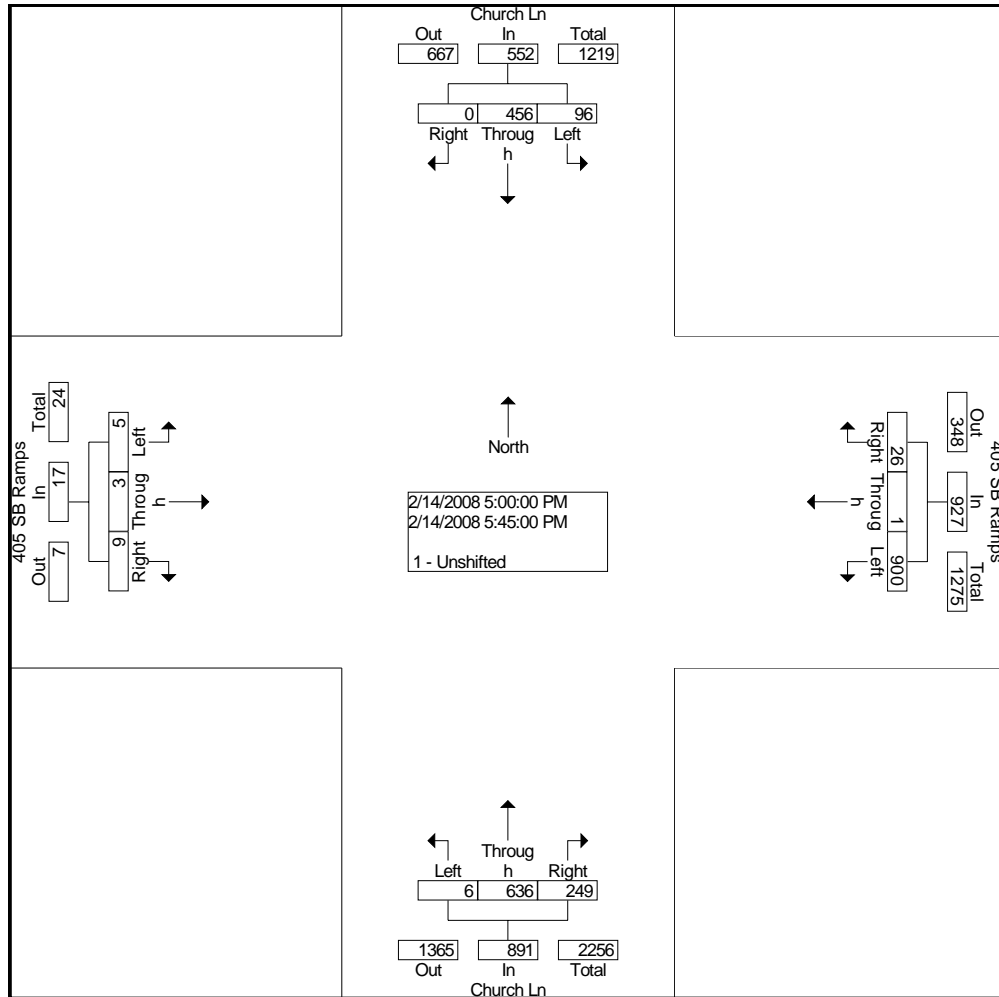 Church Ln
Out In Total
667 552 1219
0 456 96
Right Throug
h Left
405 SB Ramps
Total In Out
24 17 7
5 3 9
Left Throug
h Right
North
2/14/2008 5:00:00 PM
2/14/2008 5:45:00 PM
1 - Unshifted
Right Throug
h Left
26 1 900
Out In Total
348 927 1275
405 SB Ramps
Left Throug
h Right
6 636 249
1365 891 2256
Out In Total
Church Ln